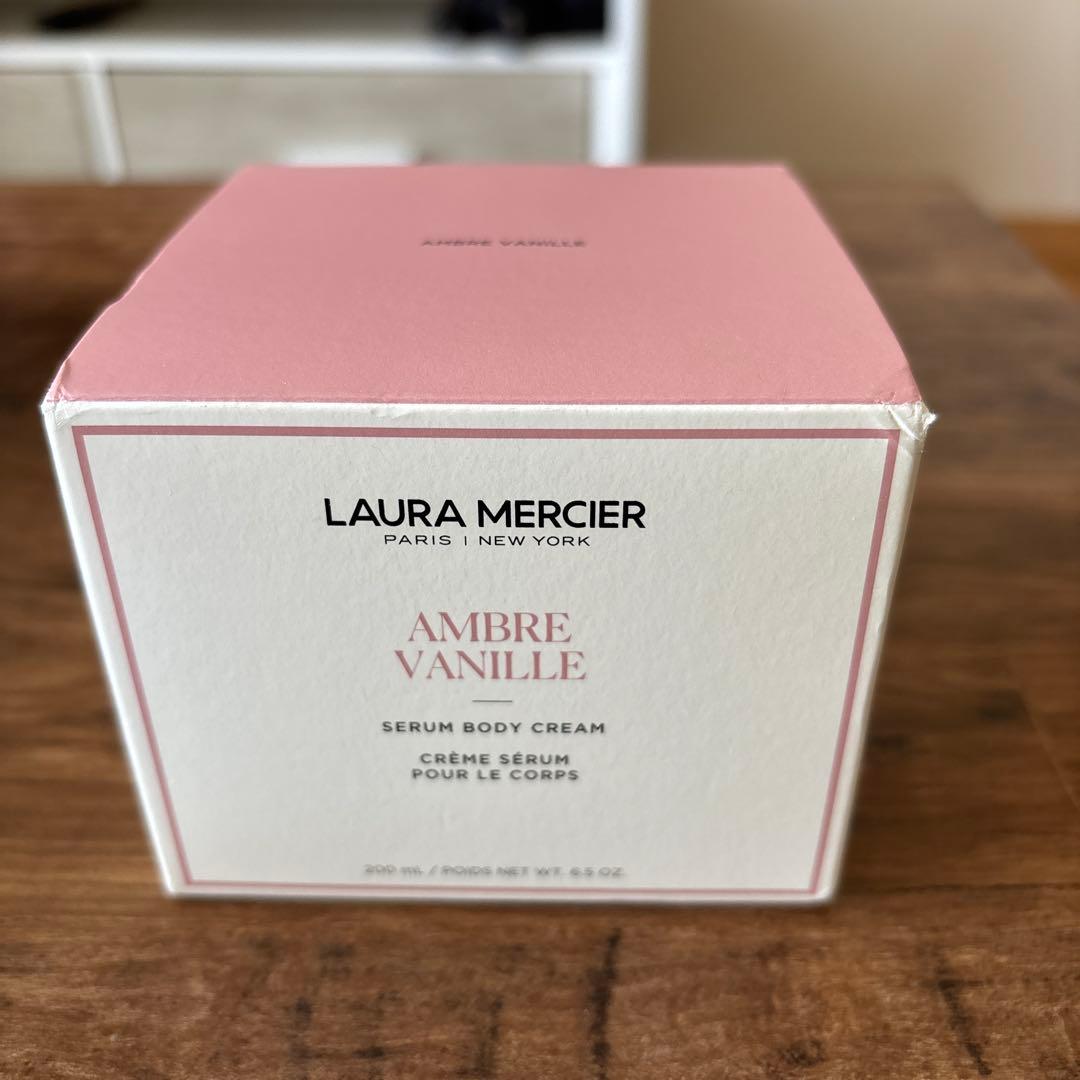 AMBRE VANILLE
LAURA MERCIER
PARIS | NEW YORK
AMBRE
VANILLE
SERUM BODY CREAM
CRÈME SÉRUM
POUR LE CORPS
200 mL / POIDS NET WT. 6.5 OZ.